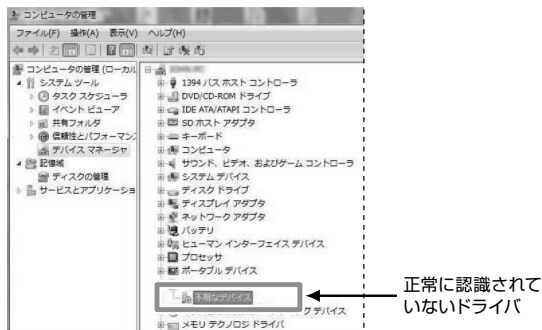 コンピュータの管理
ファイル(F) 操作(A) 表示(V) ヘルプ(H)
コンピュータの管理 (ローカル
システム ツール
タスク スケジューラ
イベント ビューア
共有フォルダ
信頼性とパフォーマンス
デバイス マネージャ
記憶域
ディスクの管理
サービスとアプリケーショ
1394 バス ホスト コントローラ
DVD/CD-ROM ドライブ
IDE ATA/ATAPI コントローラ
SD ホスト アダプタ
キーボード
コンピュータ
サウンド、ビデオ、およびゲーム コントローラ
システム デバイス
ディスク ドライブ
ディスプレイ アダプタ
ネットワーク アダプタ
バッテリ
ヒューマン インターフェイス デバイス
プロセッサ
ポータブル デバイス
不明なデバイス
グ デバイス
メモリ テクノロジ ドライバ
正常に認識されて
いないドライバ